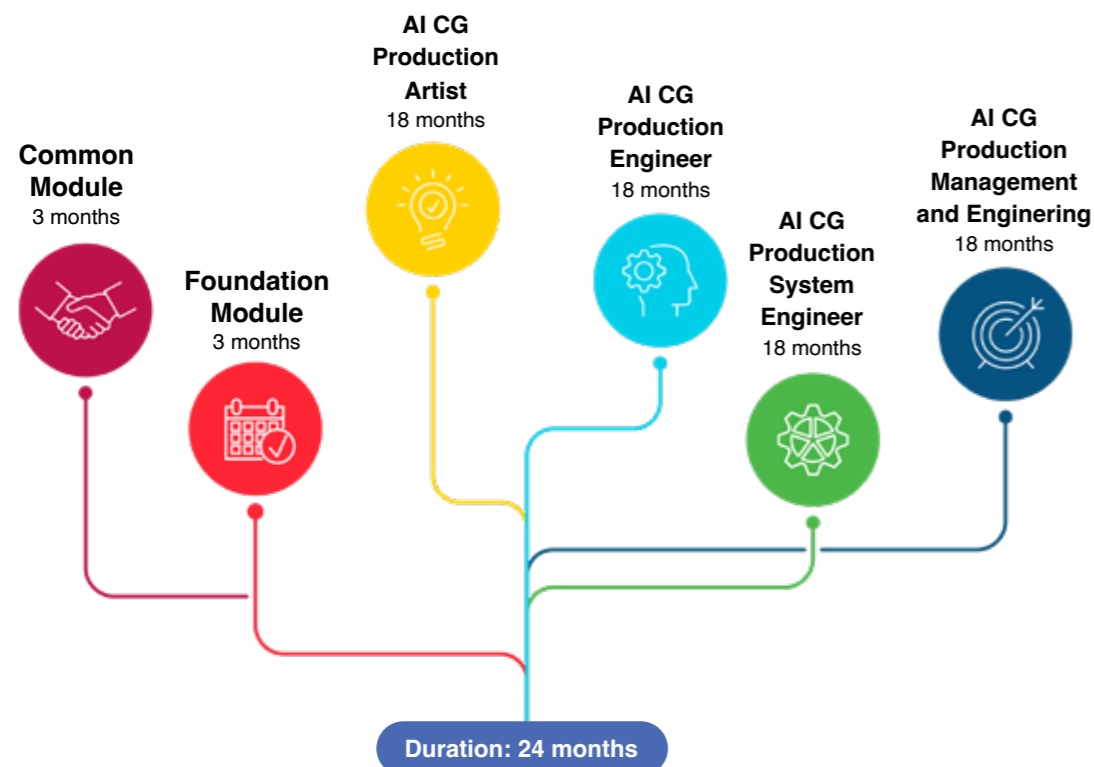 Common
Module
3 months
Foundation
Module
3 months
AI CG
Production
Artist
18 months
AI CG
Production
Engineer
18 months
AI CG
Production
System
Engineer
18 months
AI CG
Production
Management
and Enginering
18 months
Duration: 24 months